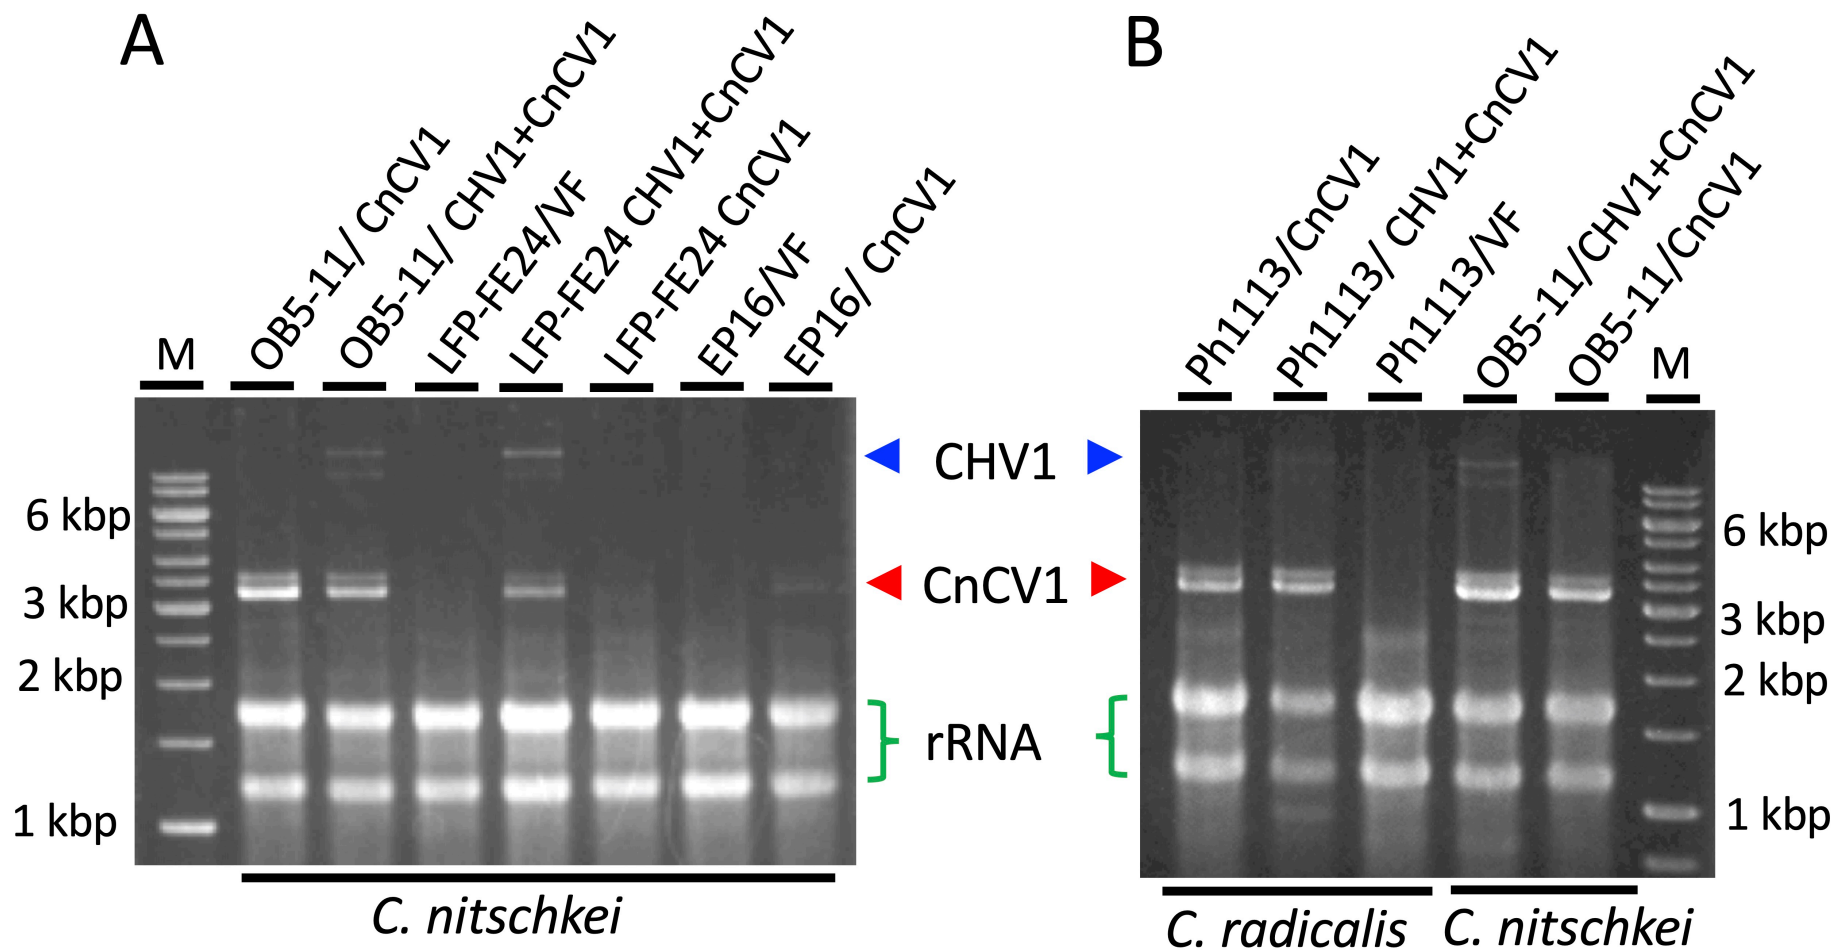 A
B
M
OB5-11/ CnCV1
OB5-11/ CHV1+CnCV1
LFP-FE24/VF
LFP-FE24 CHV1+CnCV1
LFP-FE24 CnCV1
EP16/VF
EP16/ CnCV1
Ph1113/CnCV1
Ph1113/ CHV1+CnCV1
Ph1113/VF
OB5-11/CHV1+CnCV1
OB5-11/CnCV1
M
CHV1
6 kbp
6 kbp
CnCV1
3 kbp
3 kbp
2 kbp
2 kbp
rRNA
1 kbp
1 kbp
C. nitschkei
C. radicalis
C. nitschkei